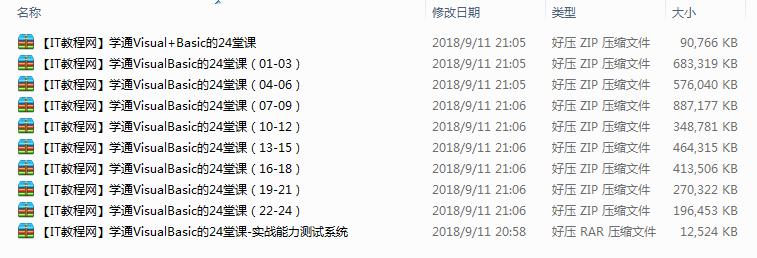 名称 修改日期 类型 大小
【IT教程网】学通Visual+Basic的24堂课 2018/9/11 21:05 好压 ZIP 压缩文件 90,766 KB
【IT教程网】学通VisualBasic的24堂课（01-03） 2018/9/11 21:05 好压 ZIP 压缩文件 683,319 KB
【IT教程网】学通VisualBasic的24堂课（04-06） 2018/9/11 21:05 好压 ZIP 压缩文件 576,040 KB
【IT教程网】学通VisualBasic的24堂课（07-09） 2018/9/11 21:06 好压 ZIP 压缩文件 887,177 KB
【IT教程网】学通VisualBasic的24堂课（10-12） 2018/9/11 21:06 好压 ZIP 压缩文件 348,781 KB
【IT教程网】学通VisualBasic的24堂课（13-15） 2018/9/11 21:06 好压 ZIP 压缩文件 464,315 KB
【IT教程网】学通VisualBasic的24堂课（16-18） 2018/9/11 21:06 好压 ZIP 压缩文件 413,506 KB
【IT教程网】学通VisualBasic的24堂课（19-21） 2018/9/11 21:06 好压 ZIP 压缩文件 270,322 KB
【IT教程网】学通VisualBasic的24堂课（22-24） 2018/9/11 21:06 好压 ZIP 压缩文件 196,453 KB
【IT教程网】学通VisualBasic的24堂课-实战能力测试系统 2018/9/11 20:58 好压 RAR 压缩文件 12,524 KB